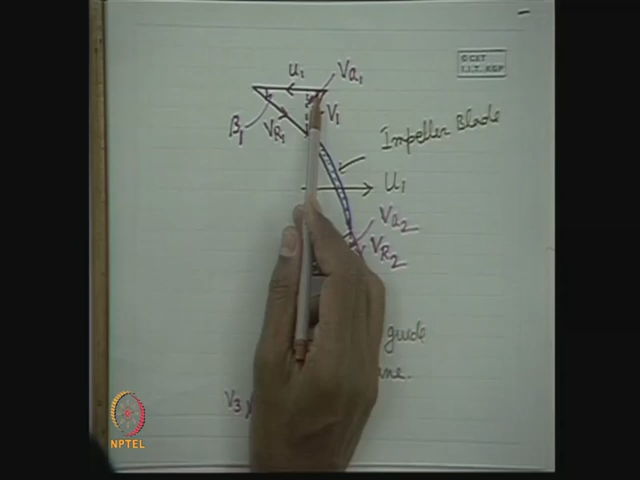 © CET
I.I.T. KGP
u₁
Va₁
β₁
VR₁
V₁
Impeller Blade
U₁
Va₂
VR₂
guide
ane.
V₃
NPTEL